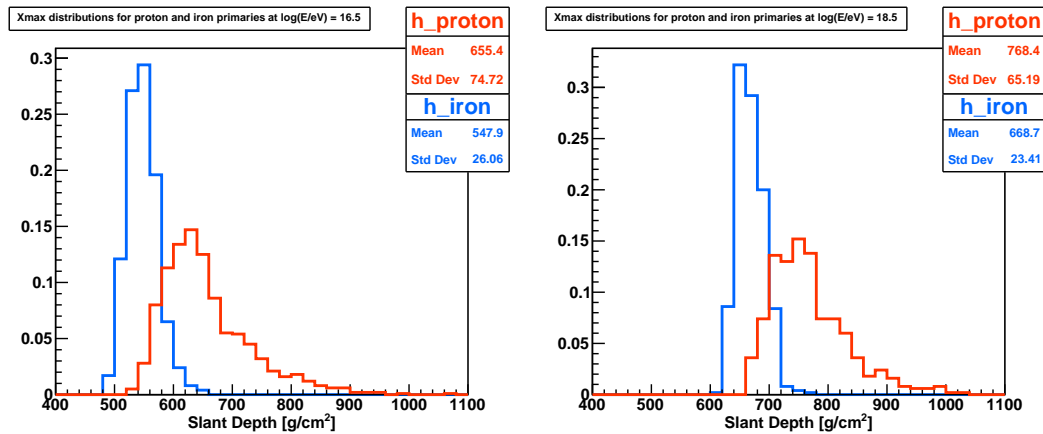 Xmax distributions for proton and iron primaries at log(E/eV) = 16.5
h_proton
Mean 655.4
Std Dev 74.72
h_iron
Mean 547.9
Std Dev 26.06
0.3
0.25
0.2
0.15
0.1
0.05
0
400 500 600 700 800 900 1000 1100
Slant Depth [g/cm²]
Xmax distributions for proton and iron primaries at log(E/eV) = 18.5
h_proton
Mean 768.4
Std Dev 65.19
h_iron
Mean 668.7
Std Dev 23.41
0.3
0.25
0.2
0.15
0.1
0.05
0
400 500 600 700 800 900 1000 1100
Slant Depth [g/cm²]